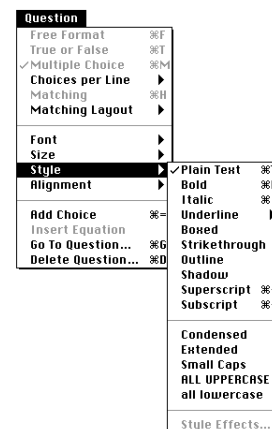 Question
Free Format ⌘F
True or False ⌘T
✓Multiple Choice ⌘M
Choices per Line
Matching ⌘H
Matching Layout
Font
Size
Style
Alignment
Add Choice ⌘=
Insert Equation
Go To Question... ⌘G
Delete Question... ⌘D
✓Plain Text ⌘
Bold ⌘
Italic ⌘
Underline
Boxed
Strikethrough
Outline
Shadow
Superscript ⌘
Subscript ⌘
Condensed
Extended
Small Caps
ALL UPPERCASE
all lowercase
Style Effects...